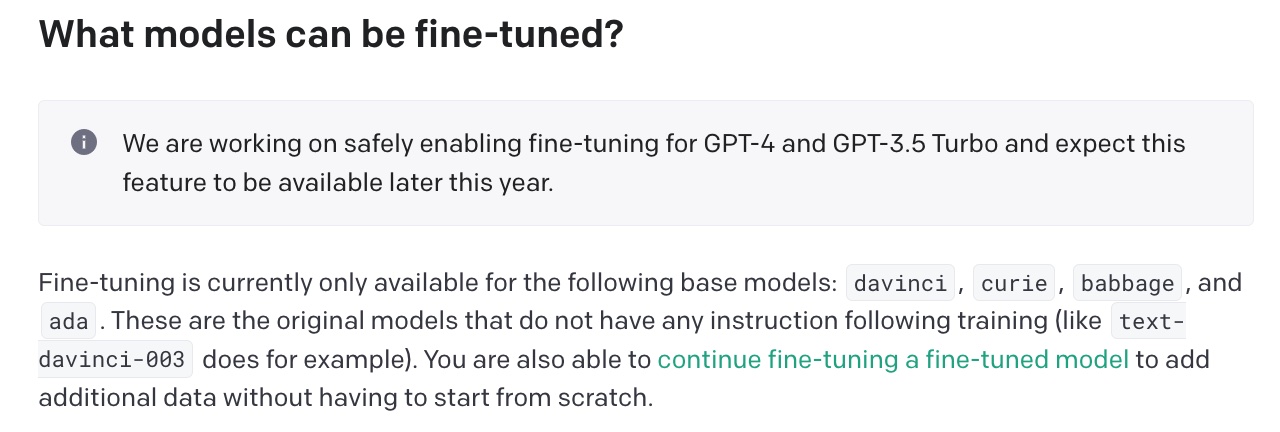 What models can be fine-tuned?
We are working on safely enabling fine-tuning for GPT-4 and GPT-3.5 Turbo and expect this
feature to be available later this year.
Fine-tuning is currently only available for the following base models: davinci, curie, babbage, and
ada. These are the original models that do not have any instruction following training (like text-
davinci-003 does for example). You are also able to continue fine-tuning a fine-tuned model to add
additional data without having to start from scratch.